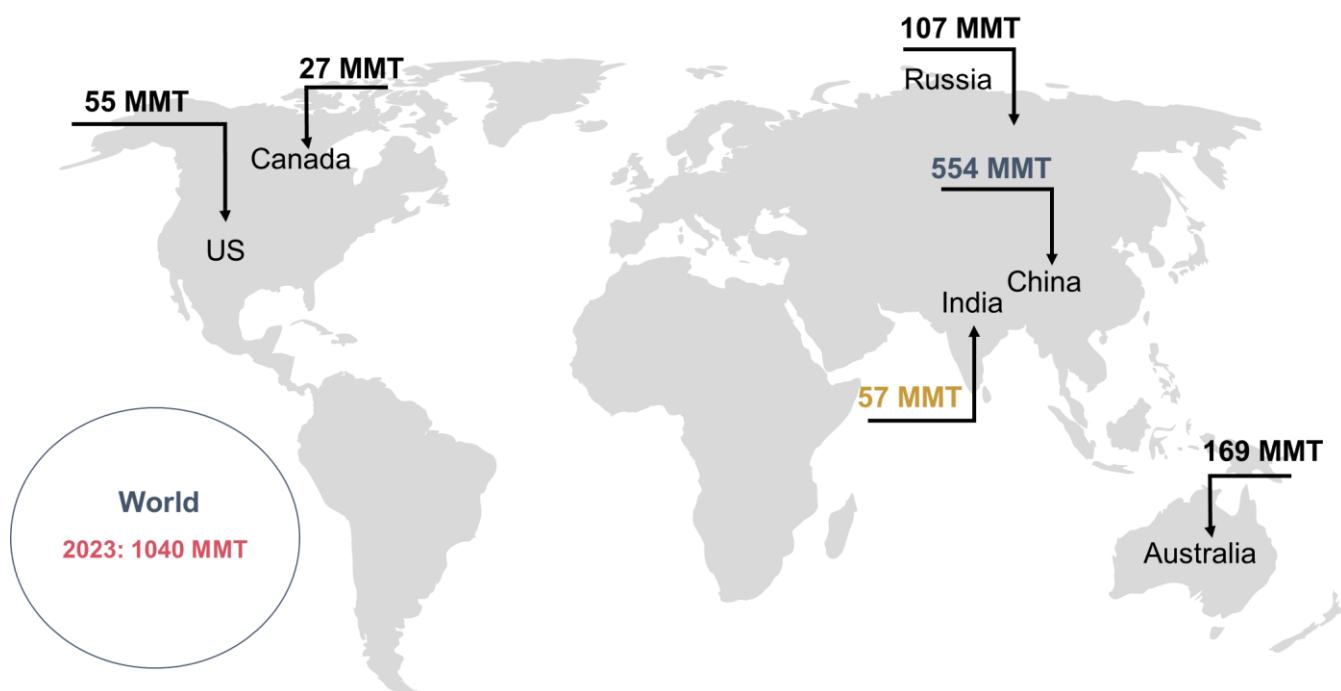 107 MMT
Russia
27 MMT
55 MMT
Canada
554 MMT
US
China
India
57 MMT
169 MMT
Australia
World
2023: 1040 MMT